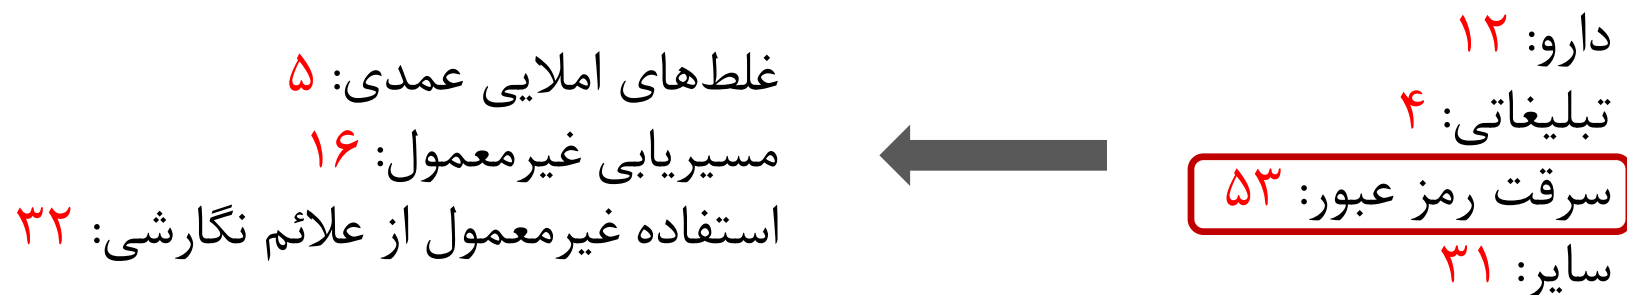 دارو: ۱۲
تبلیغاتی: ۴
سرقت رمز عبور: ۵۳
سایر: ۳۱
غلط‌های املایی عمدی: ۵
مسیریابی غیرمعمول: ۱۶
استفاده غیرمعمول از علائم نگارشی: ۳۲